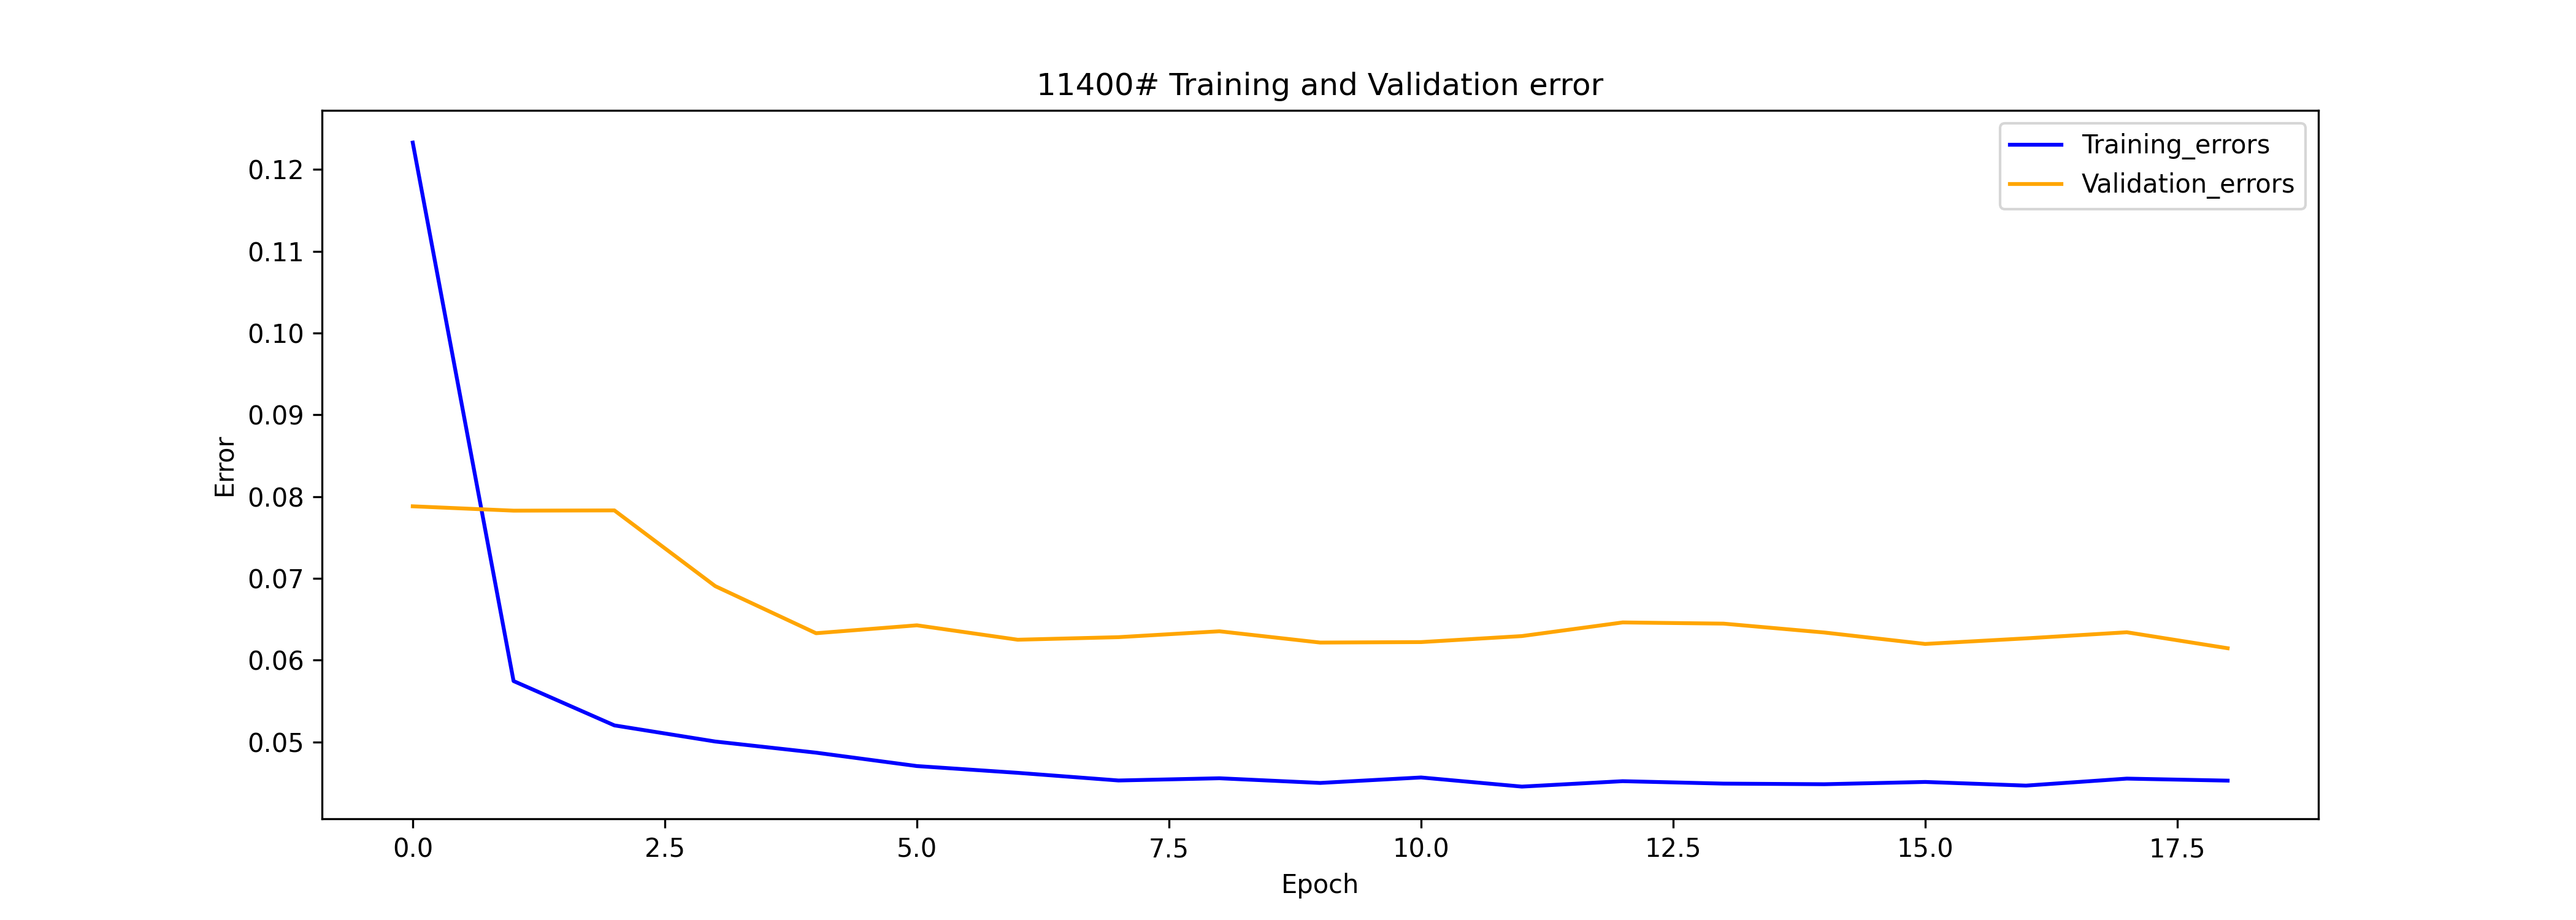 11400# Training and Validation error
Training_errors
Validation_errors
0.12
0.11
0.10
0.09
0.08
0.07
0.06
0.05
Error
0.0 2.5 5.0 7.5 10.0 12.5 15.0 17.5
Epoch